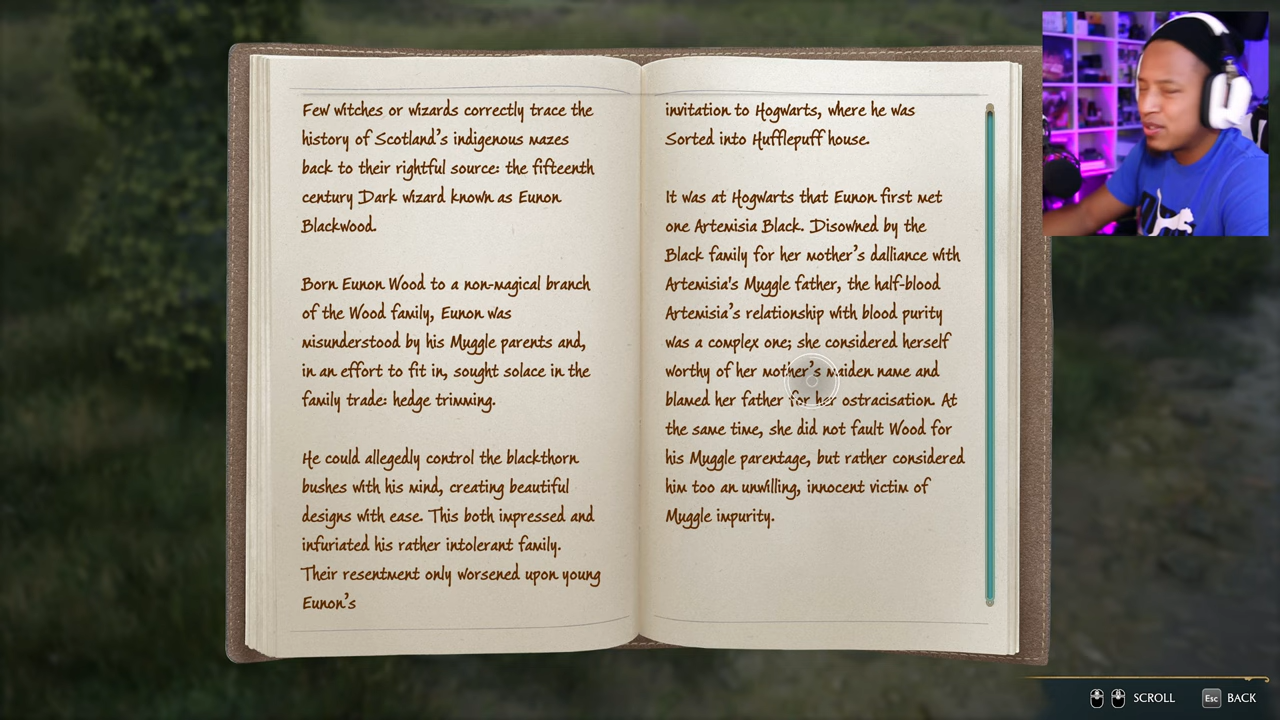 Few witches or wizards correctly trace the
history of Scotland's indigenous mazes
back to their rightful source: the fifteenth
century Dark wizard known as Eunon
Blackwood.
Born Eunon Wood to a non-magical branch
of the Wood family, Eunon was
misunderstood by his Muggle parents and,
in an effort to fit in, sought solace in the
family trade: hedge trimming.
He could allegedly control the blackthorn
bushes with his mind, creating beautiful
designs with ease. This both impressed and
infuriated his rather intolerant family.
Their resentment only worsened upon young
Eunon's
invitation to Hogwarts, where he was
Sorted into Hufflepuff house.
It was at Hogwarts that Eunon first met
one Artemisia Black. Disowned by the
Black family for her mother's dalliance with
Artemisia's Muggle father, the half-blood
Artemisia's relationship with blood purity
was a complex one; she considered herself
worthy of her mother's maiden name and
blamed her father for her ostracisation. At
the same time, she did not fault Wood for
his Muggle parentage, but rather considered
him too an unwilling, innocent victim of
Muggle impurity.
SCROLL
Esc BACK